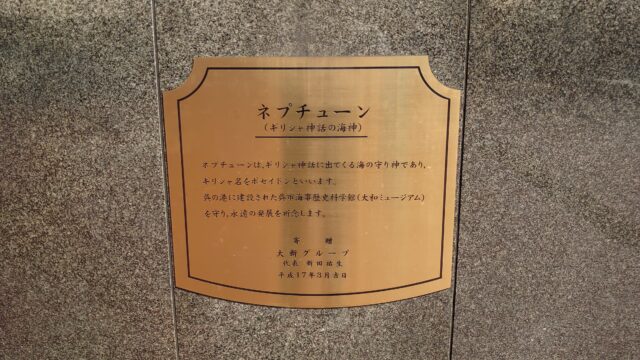 ネプチューン
(ギリシャ神話の海神)
ネプチューンは、ギリシャ神話に出てくる海の守り神であり、
ギリシャ名をポセイドンといいます。
呉の港に建設された呉市海事歴史科学館(大和ミュージアム)
を守り、永遠の発展を祈念します。
寄 贈
大新グループ
代表 新田祐生
平成17年3月吉日